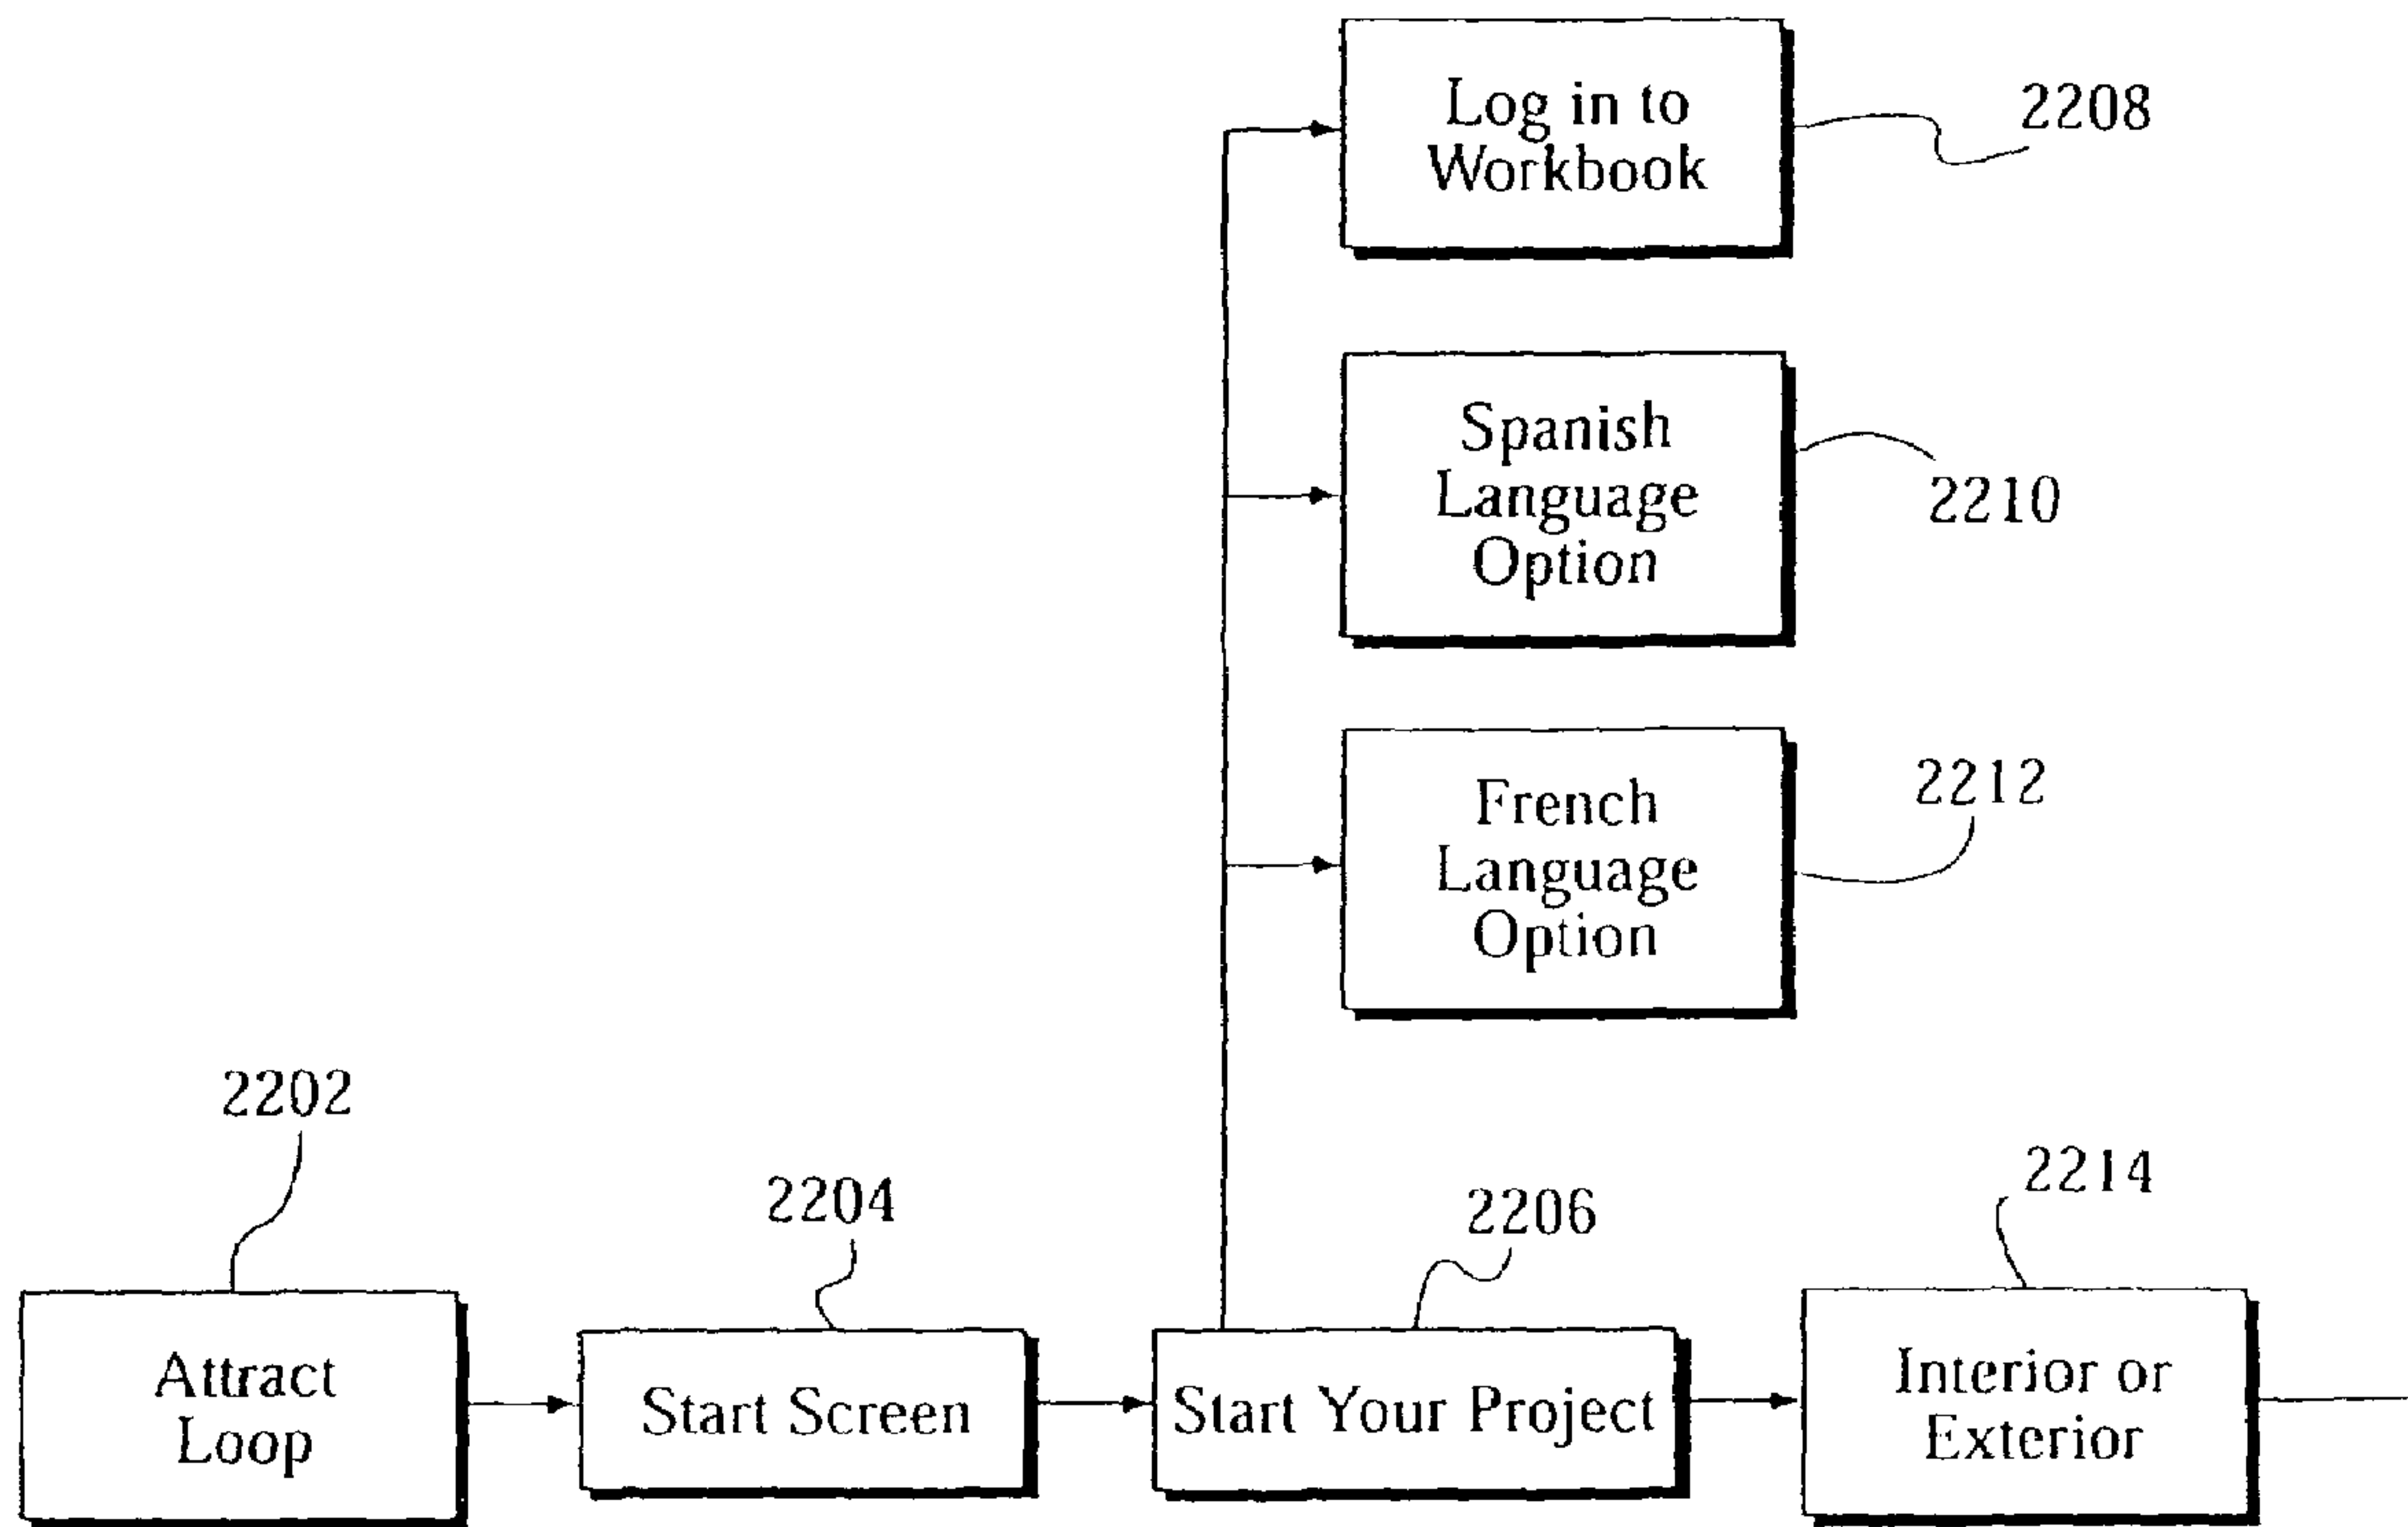 Log in to
Workbook
2208
Spanish
Language
Option
2210
French
Language
Option
2212
2202
2204
2206
2214
Attract
Loop
Start Screen
Start Your Project
Interior or
Exterior